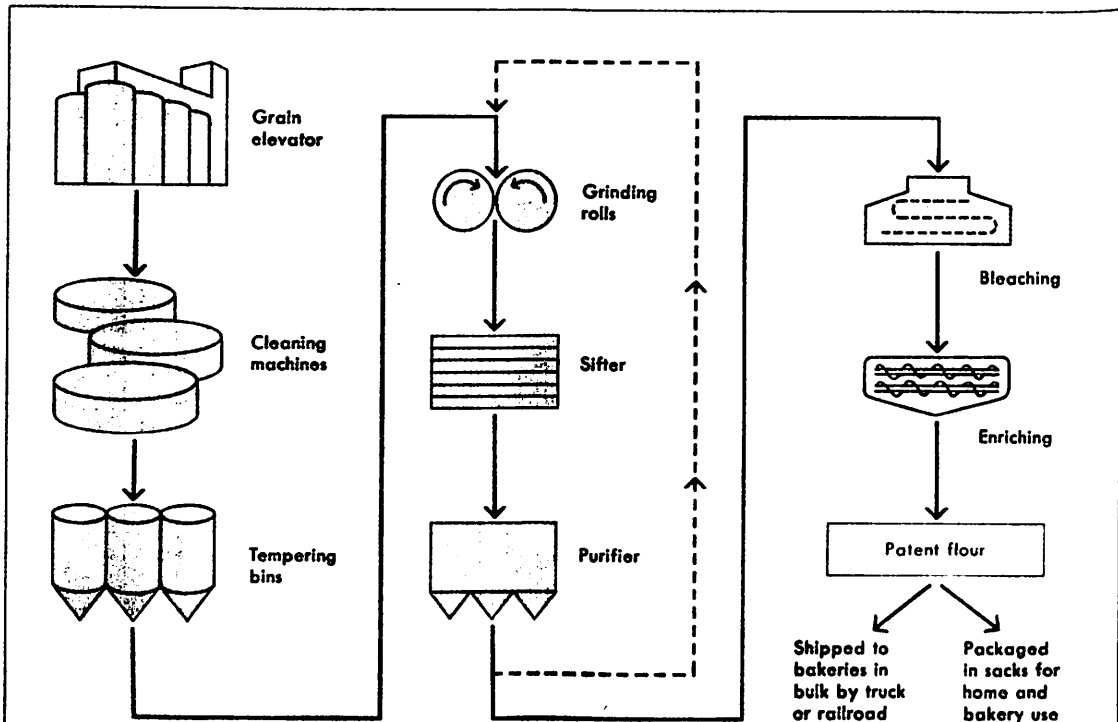 Grain
elevator
Cleaning
machines
Tempering
bins
Grinding
rolls
Sifter
Purifier
Bleaching
Enriching
Patent flour
Shipped to
bakeries in
bulk by truck
or railroad
Packaged
in sacks for
home and
bakery use